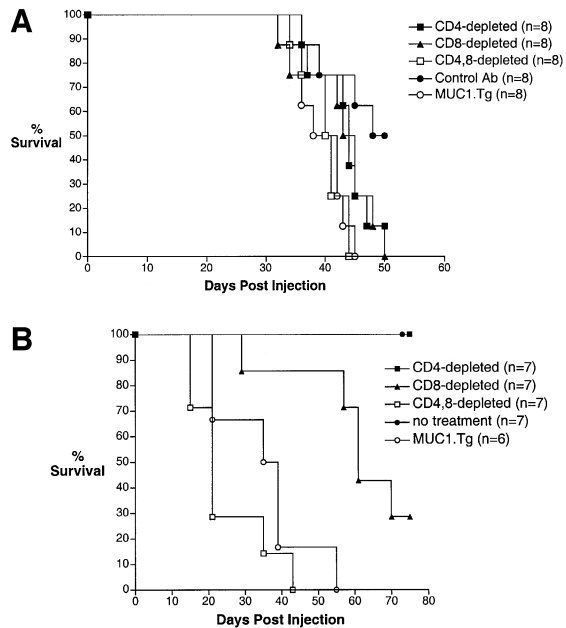 A
100
90
80
70
60
50
40
30
20
10
0
% Survival
0 10 20 30 40 50 60
Days Post Injection
CD4-depleted (n=8)
CD8-depleted (n=8)
CD4,8-depleted (n=8)
Control Ab (n=8)
MUC1.Tg (n=8)
B
100
90
80
70
60
50
40
30
20
10
0
% Survival
0 10 20 30 40 50 60 70 80
Days Post Injection
CD4-depleted (n=7)
CD8-depleted (n=7)
CD4,8-depleted (n=7)
no treatment (n=7)
MUC1.Tg (n=6)